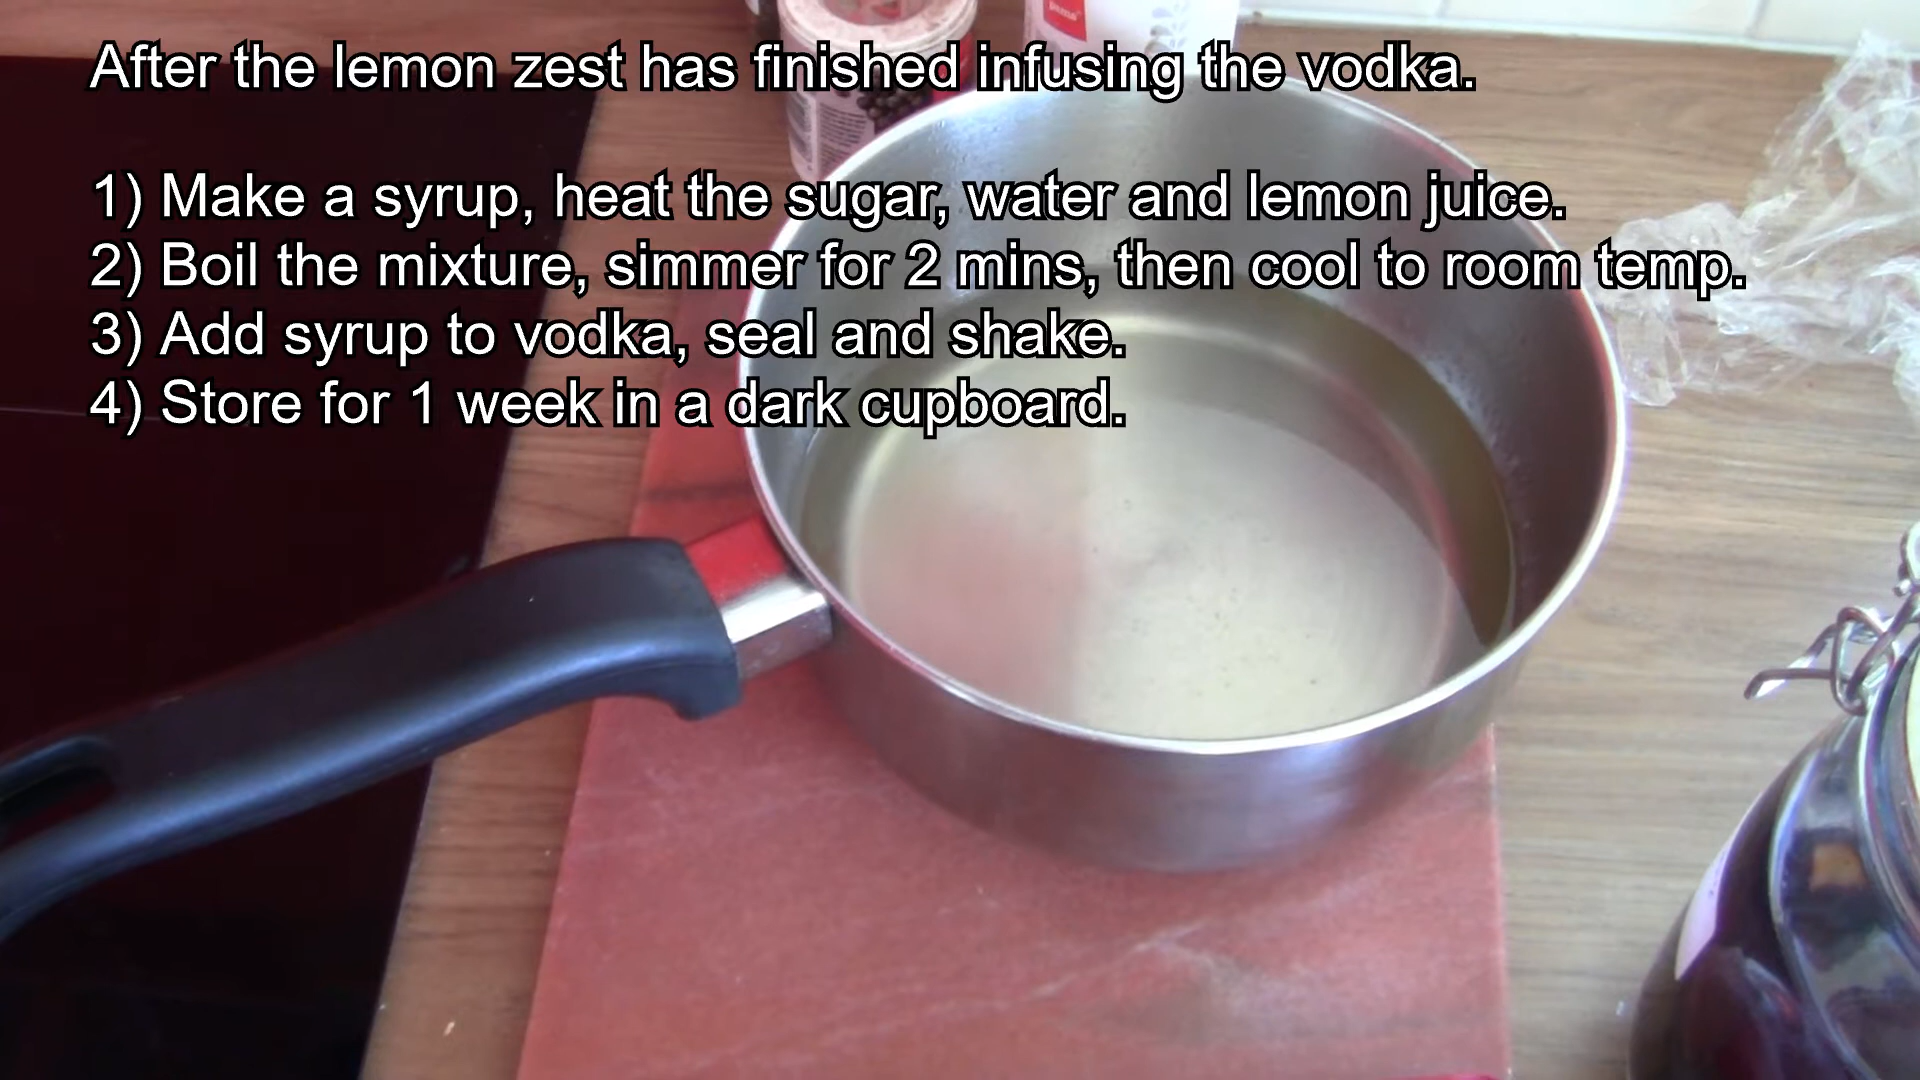 After the lemon zest has finished infusing the vodka.
1) Make a syrup, heat the sugar, water and lemon juice.
2) Boil the mixture, simmer for 2 mins, then cool to room temp.
3) Add syrup to vodka, seal and shake.
4) Store for 1 week in a dark cupboard.